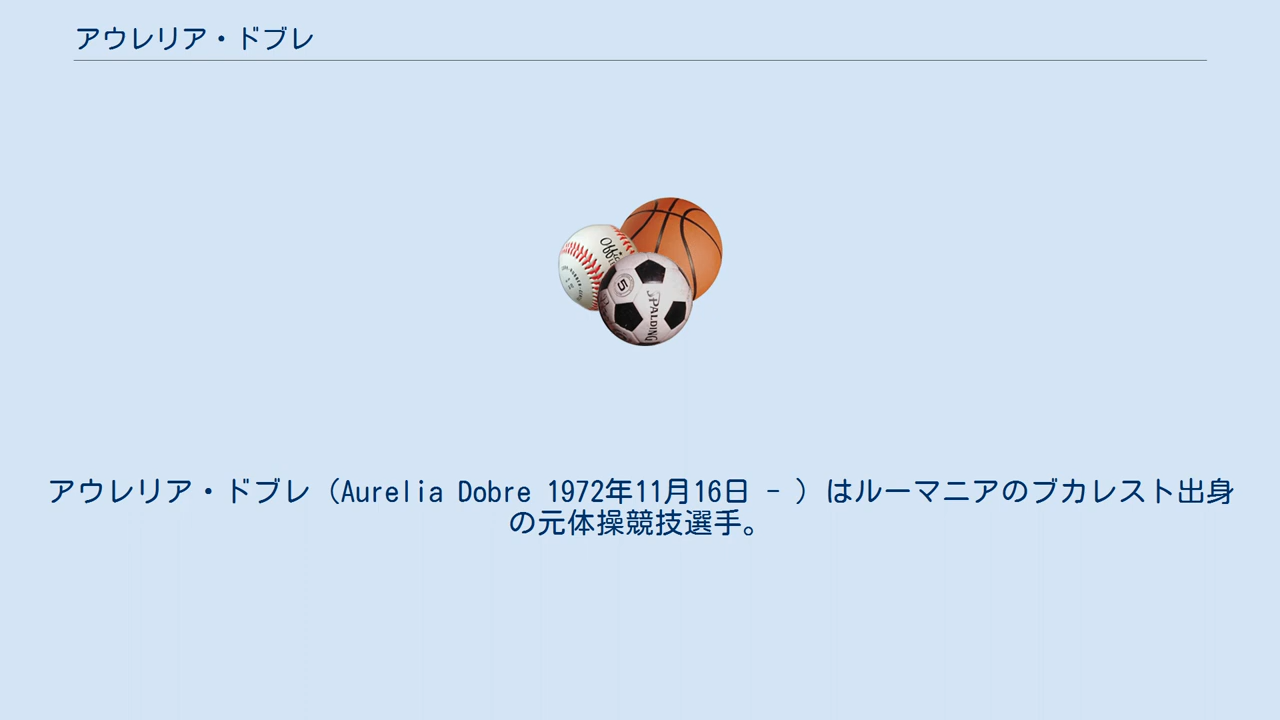 アウレリア・ドブレ
Official
5
SPALDING
アウレリア・ドブレ（Aurelia Dobre 1972年11月16日 - ）はルーマニアのブカレスト出身
の元体操競技選手。